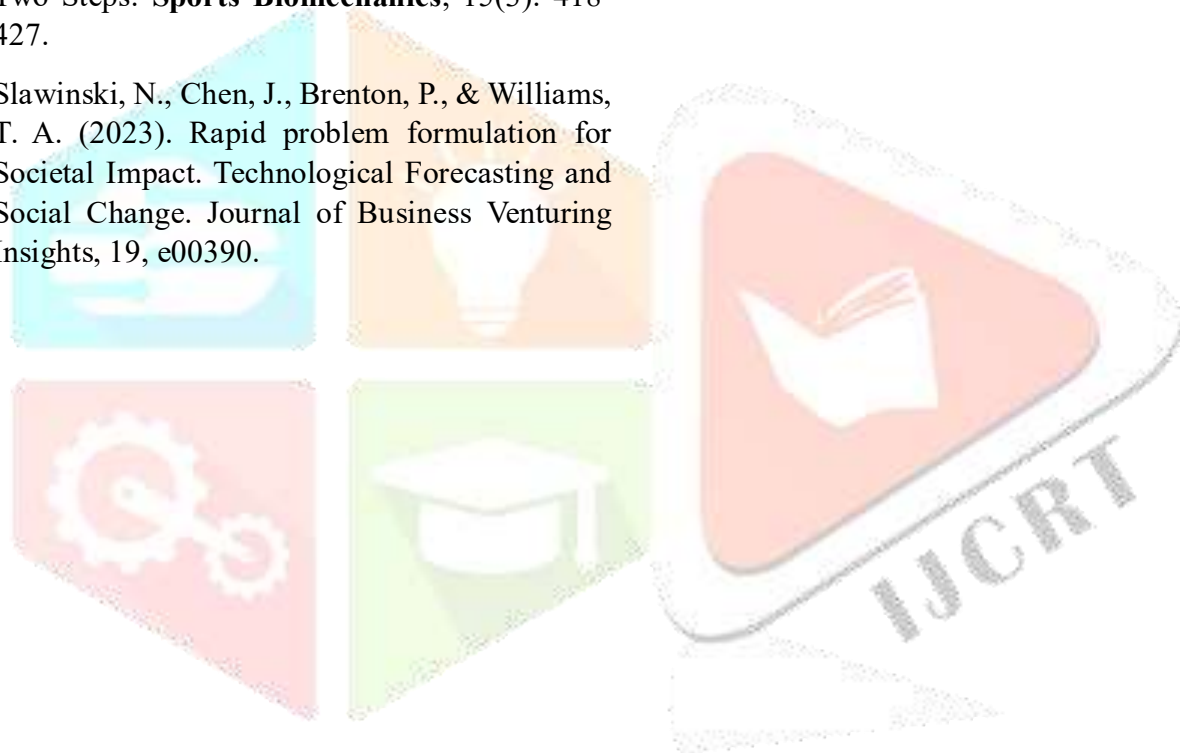 Two Steps. Sports Biomechanics, 15(3). 418-
427.
Slawinski, N., Chen, J., Brenton, P., & Williams,
T. A. (2023). Rapid problem formulation for
Societal Impact. Technological Forecasting and
Social Change. Journal of Business Venturing
Insights, 19, e00390.
IJCRT